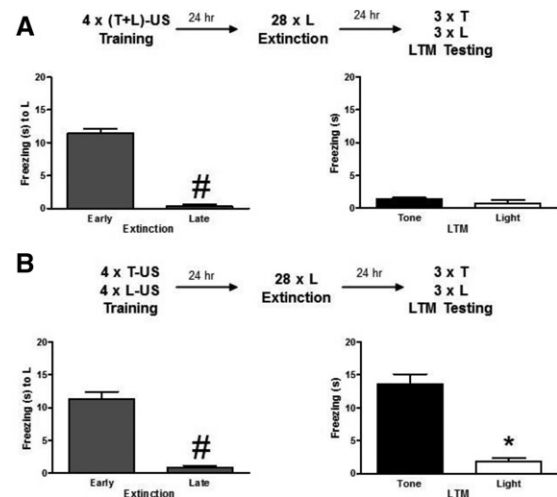 A
4 x (T+L)-US
Training
24 hr
28 x L
Extinction
24 hr
3 x T
3 x L
LTM Testing
Freezing (s) to L
20
15
10
5
0
#
Early
Late
Extinction
Freezing (s)
20
15
10
5
0
Tone
Light
LTM
B
4 x T-US
4 x L-US
Training
24 hr
28 x L
Extinction
24 hr
3 x T
3 x L
LTM Testing
Freezing (s) to L
20
15
10
5
0
#
Early
Late
Extinction
Freezing (s)
20
15
10
5
0
*
Tone
Light
LTM